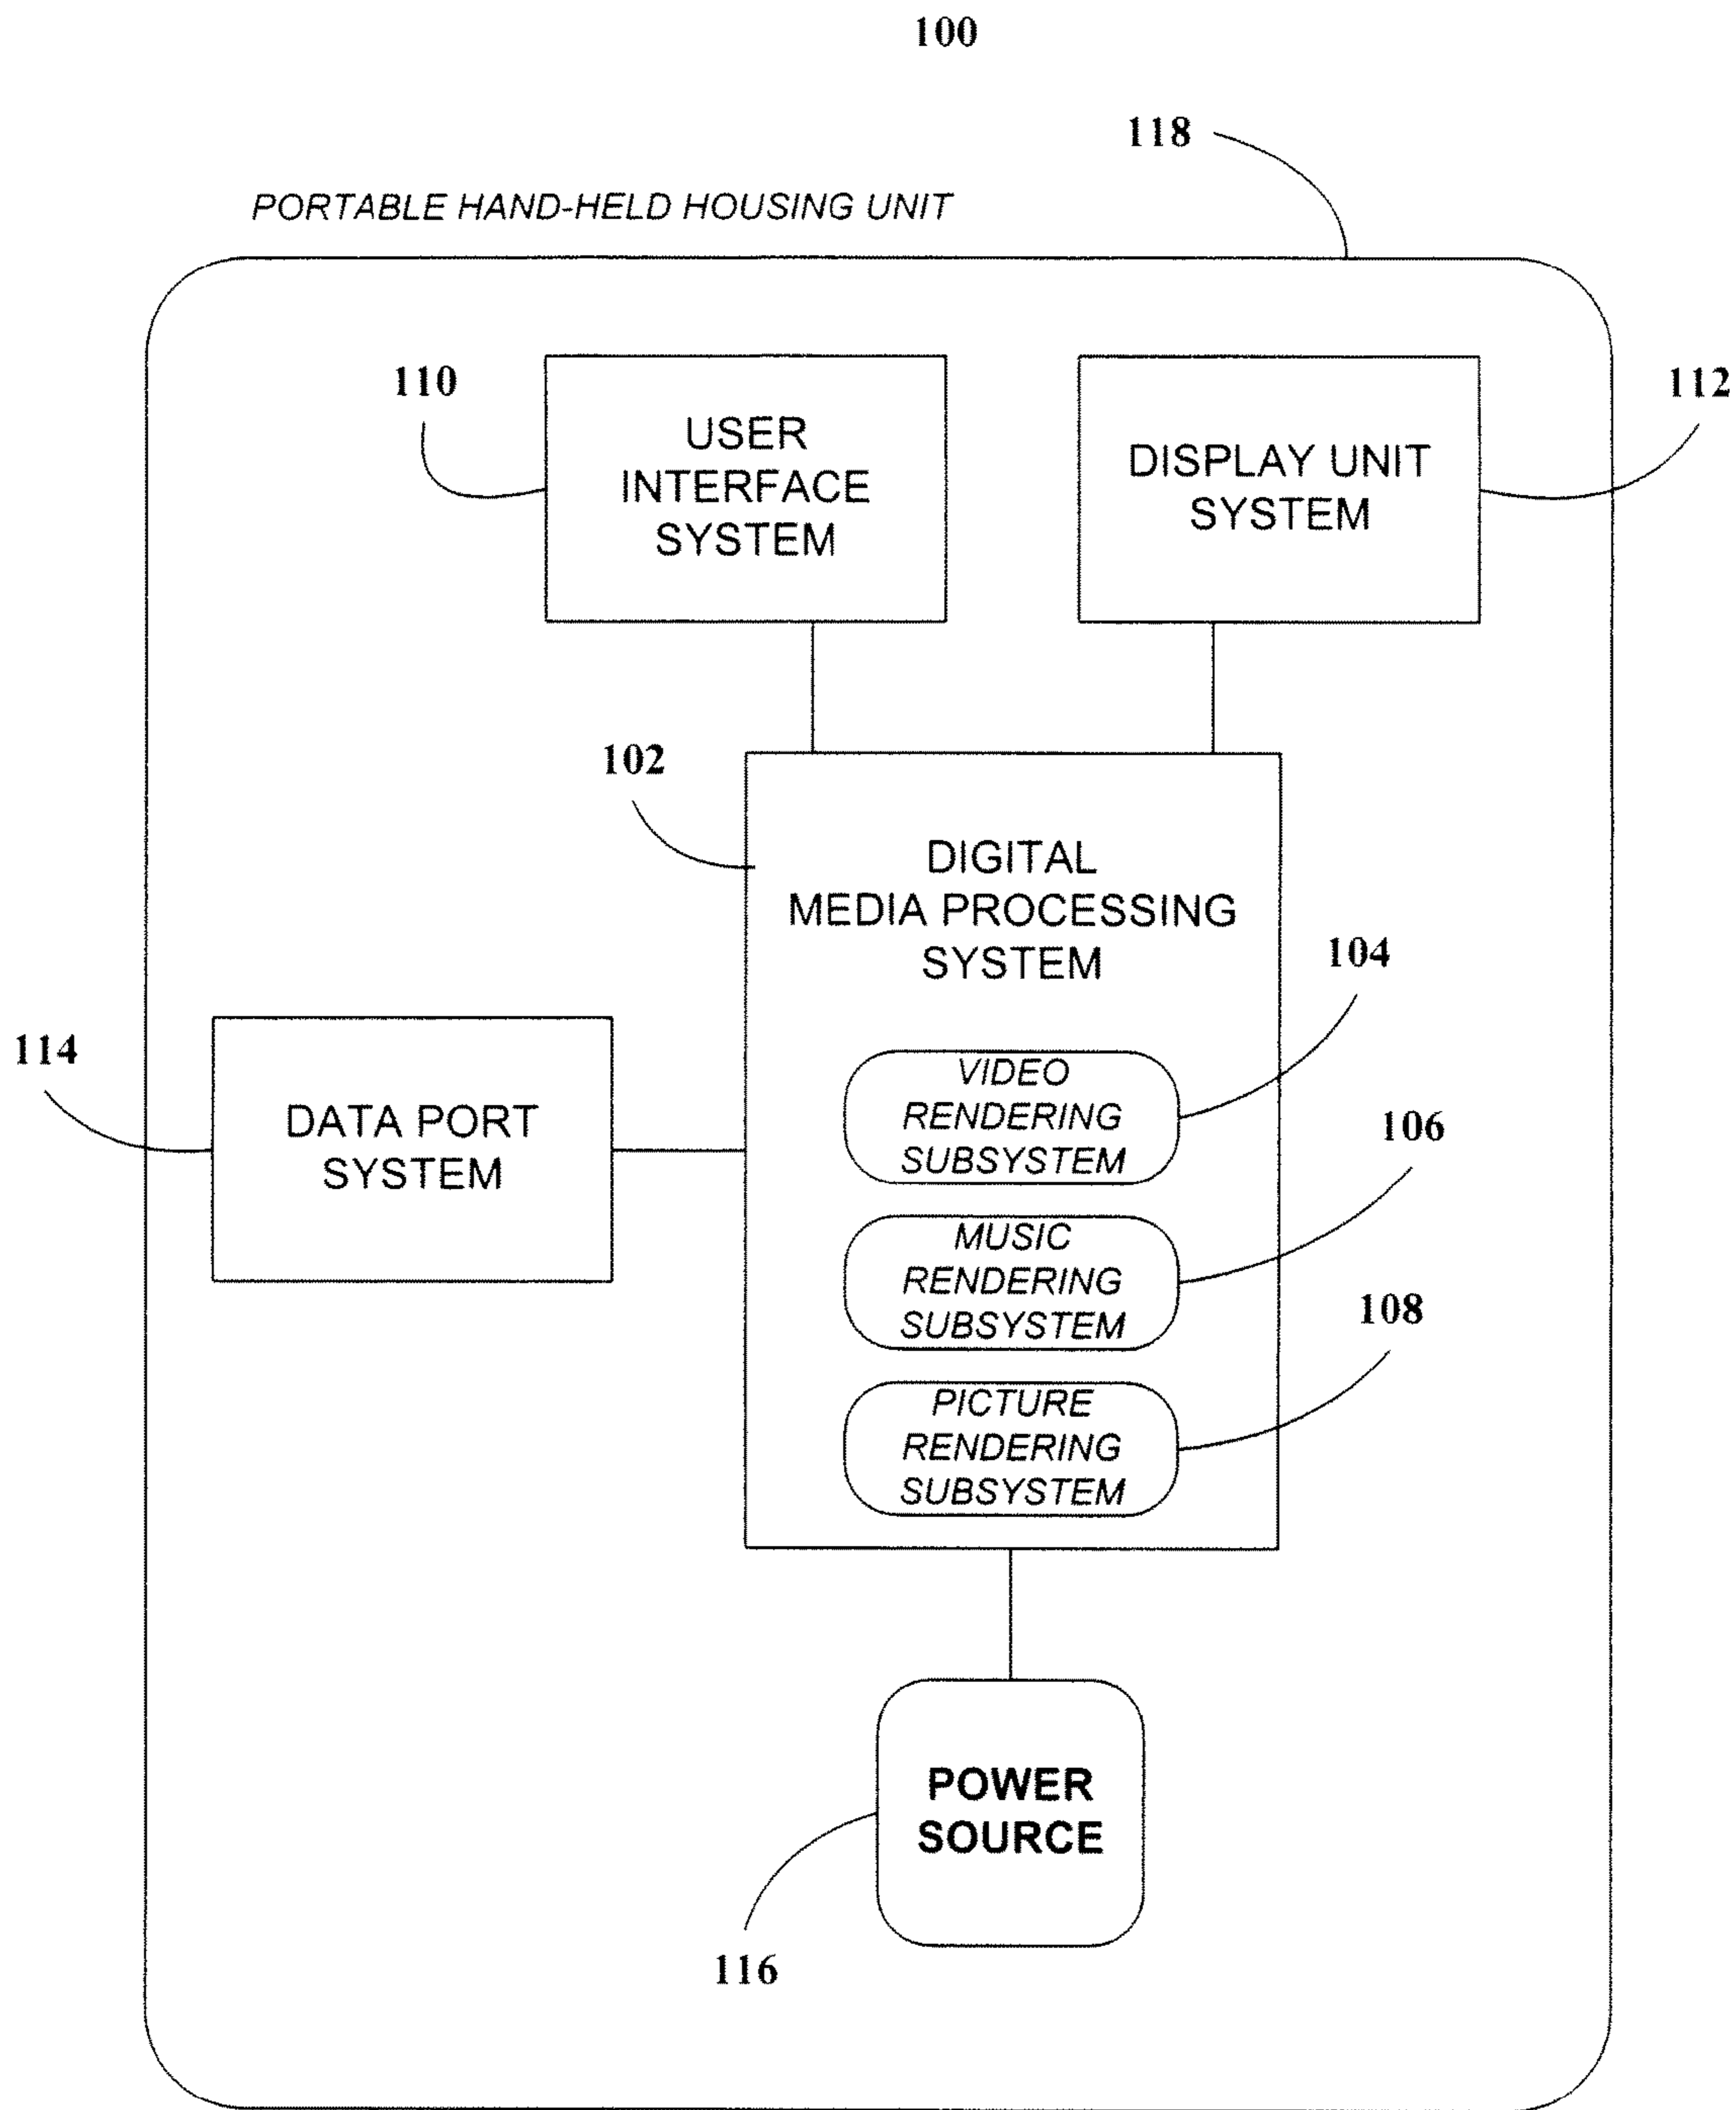 100
118
PORTABLE HAND-HELD HOUSING UNIT
110
USER
INTERFACE
SYSTEM
112
DISPLAY UNIT
SYSTEM
102
DIGITAL
MEDIA PROCESSING
SYSTEM
104
VIDEO
RENDERING
SUBSYSTEM
114
DATA PORT
SYSTEM
106
MUSIC
RENDERING
SUBSYSTEM
108
PICTURE
RENDERING
SUBSYSTEM
POWER
SOURCE
116